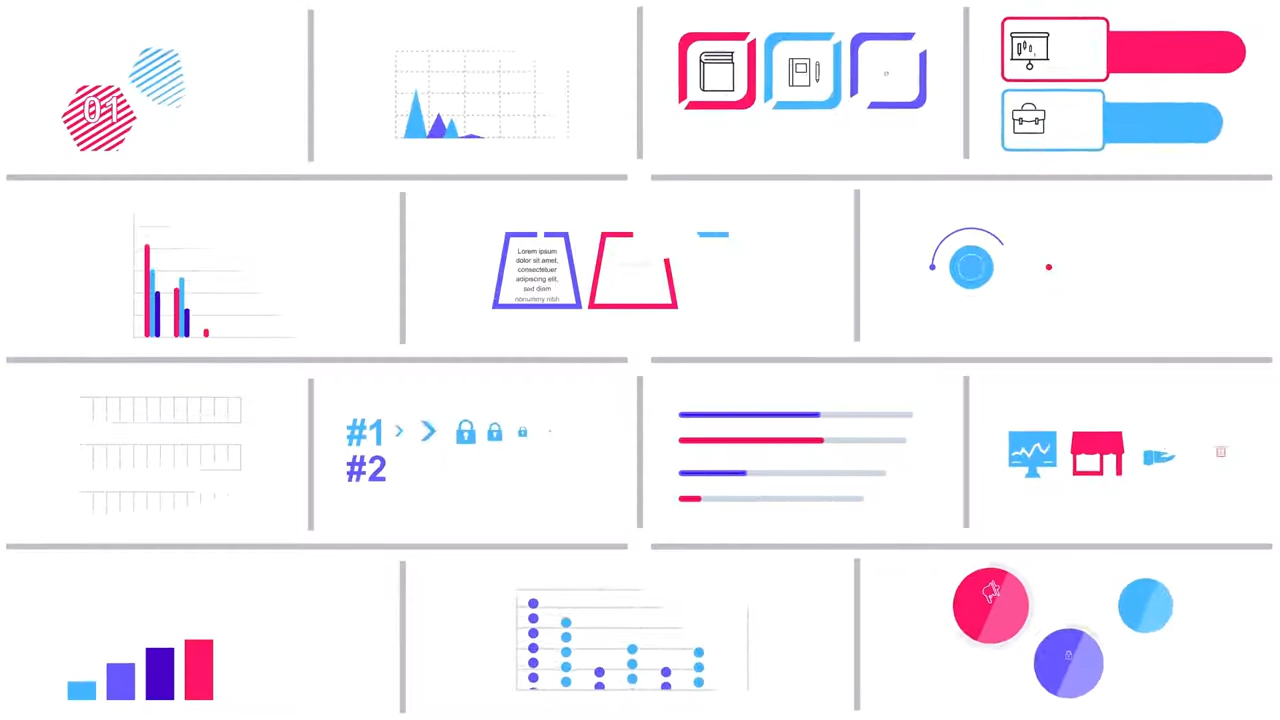 01
Lorem ipsum
dolor sit amet,
consectetuer
adipiscing elit,
sed diam
nonummy nibh
#1
#2